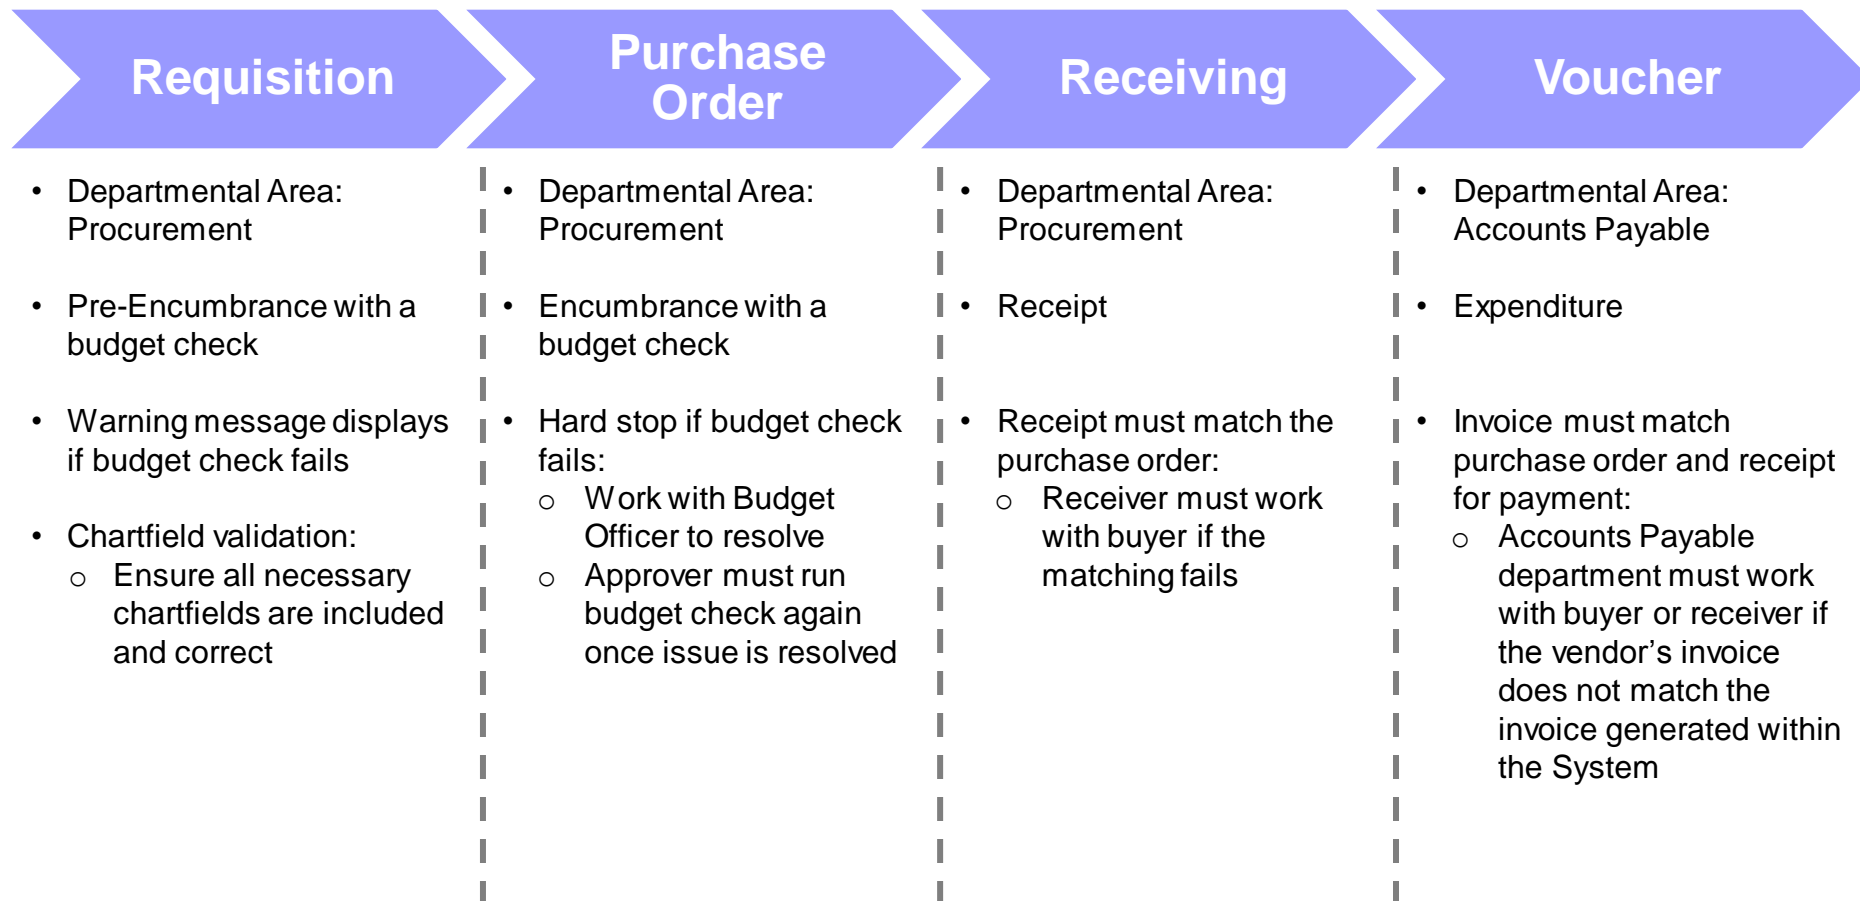 Requisition
Purchase
Order
Receiving
Voucher
• Departmental Area:
Procurement
• Pre-Encumbrance with a
budget check
• Warning message displays
if budget check fails
• Chartfield validation:
o Ensure all necessary
chartfields are included
and correct
• Departmental Area:
Procurement
• Encumbrance with a
budget check
• Hard stop if budget check
fails:
o Work with Budget
Officer to resolve
o Approver must run
budget check again
once issue is resolved
• Departmental Area:
Procurement
• Receipt
• Receipt must match the
purchase order:
o Receiver must work
with buyer if the
matching fails
• Departmental Area:
Accounts Payable
• Expenditure
• Invoice must match
purchase order and receipt
for payment:
o Accounts Payable
department must work
with buyer or receiver if
the vendor’s invoice
does not match the
invoice generated within
the System